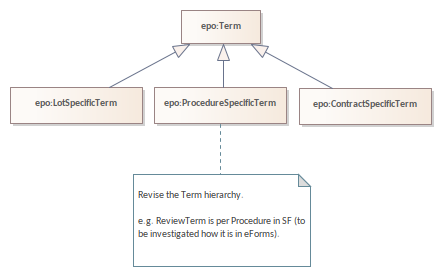 epo:Term
epo:LotSpecificTerm
epo:ProcedureSpecificTerm
epo:ContractSpecificTerm
Revise the Term hierarchy.
e.g. ReviewTerm is per Procedure in SF (to
be investigated how it is in eForms).